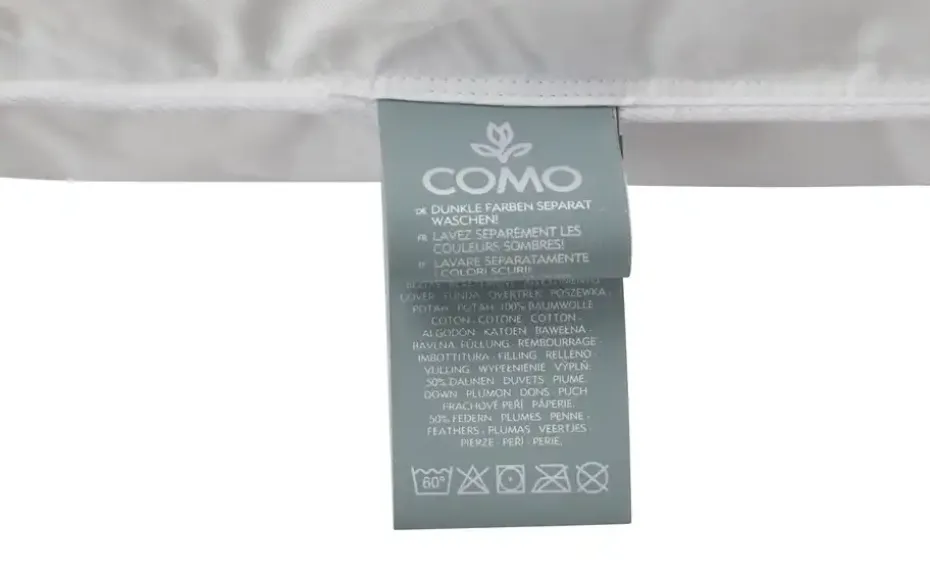 COMO
DE DUNKLE FARBEN SEPARAT
WASCHEN!
FR LAVEZ SEPARÉMENT LES
COULEURS SOMBRES!
IT LAVARE SEPARATAMENTE
I COLORI SCURI!
COVER FUNDA OVERTREK POSZEWKA
POTAH POŤAH 100% BAUMWOLLE
COTON COTONE COTTON
ALGODÓN KATOEN BAWEŁNA
BAVLNA FÜLLUNG REMBOURRAGE
IMBOTTITURA FILLING RELLENO
VULLING WYPEŁNIENIE VÝPLŇ
50% DAUNEN DUVETS PIUME
DOWN PLUMÓN DONS PUCH
PRACHOVÉ PEŘÍ PÁPERIE
50% FEDERN PLUMES PENNE
FEATHERS PLUMAS VEERTJES
PIERZE PEŘÍ PERIE
60°